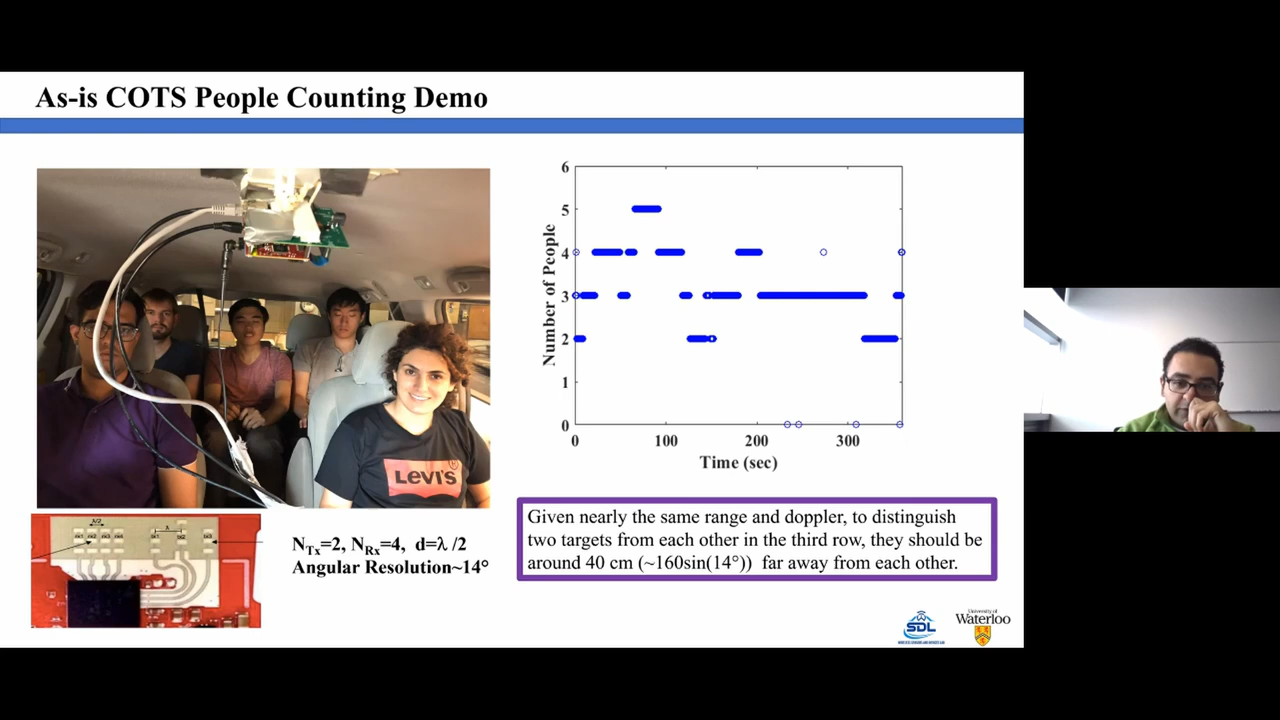 As-is COTS People Counting Demo
LEVI'S
R
λ/2
λ
N_Tx=2, N_Rx=4, d=λ /2
Angular Resolution~14°
6
5
4
3
2
1
0
Number of People
0 100 200 300
Time (sec)
Given nearly the same range and doppler, to distinguish
two targets from each other in the third row, they should be
around 40 cm (~160sin(14°)) far away from each other.
SDL
University of
Waterloo